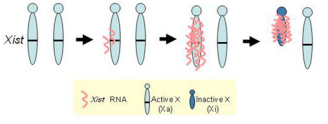 Xist
Xist RNA
Active X
(Xa)
Inactive X
(Xi)